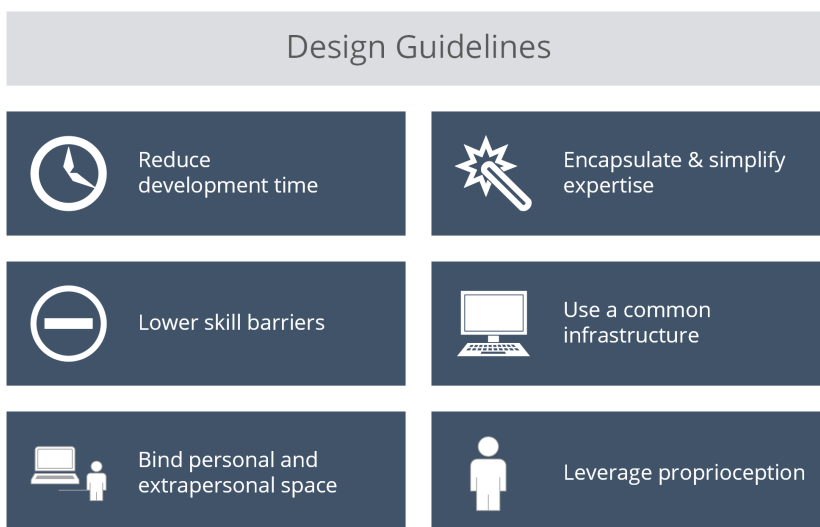 Design Guidelines
Reduce
development time
Encapsulate & simplify
expertise
Lower skill barriers
Use a common
infrastructure
Bind personal and
extrapersonal space
Leverage proprioception